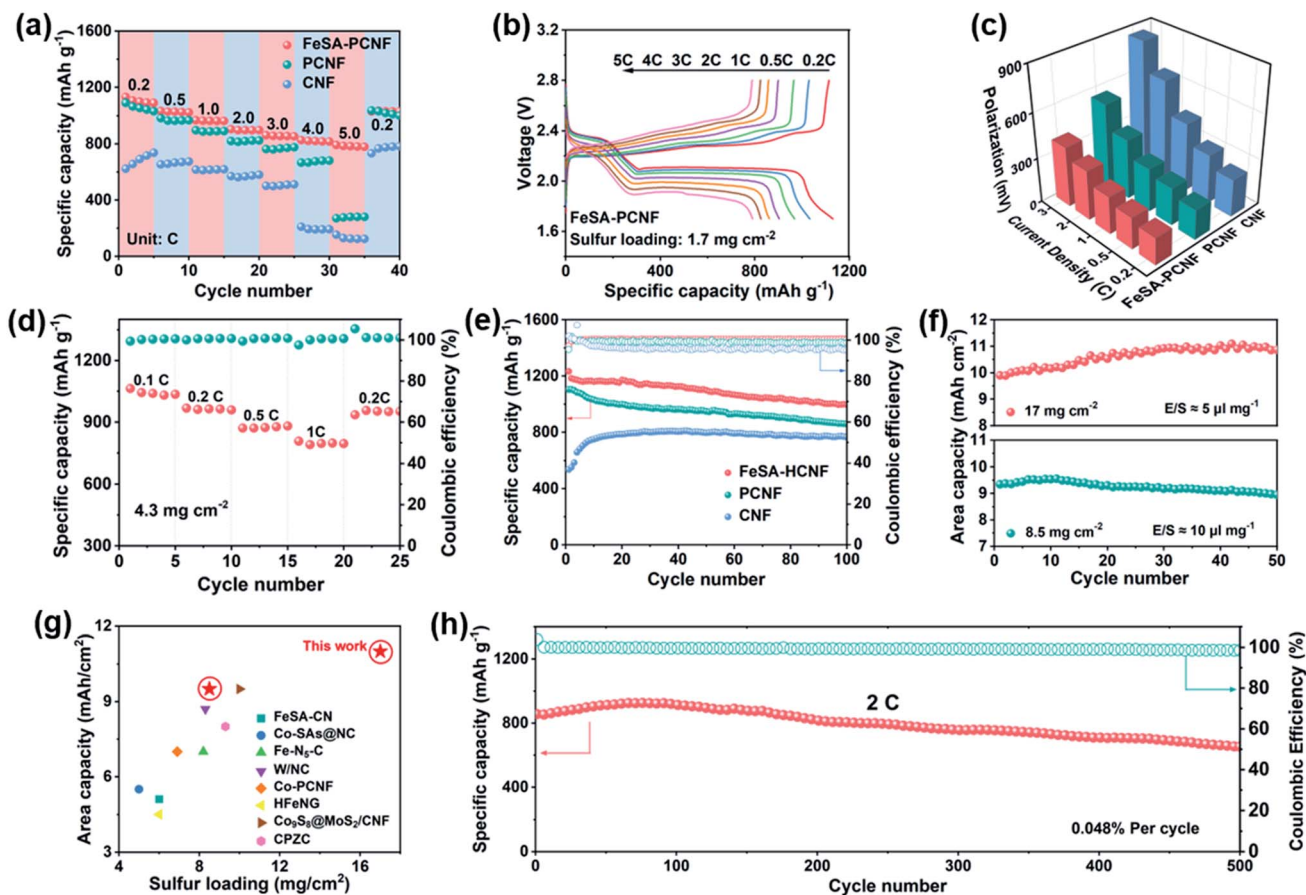 (a)
1600
1200
800
400
0
Specific capacity (mAh g-1)
FeSA-PCNF
PCNF
CNF
0.2
0.5
1.0
2.0
3.0
4.0
5.0
0.2
Unit: C
0 10 20 30 40
Cycle number
(b)
3.2
2.8
2.4
2.0
1.6
Voltage (V)
5C 4C 3C 2C 1C 0.5C 0.2C
FeSA-PCNF
Sulfur loading: 1.7 mg cm-2
0 400 800 1200
Specific capacity (mAh g-1)
(c)
900
600
300
0
Polarization (mV)
3
2
1
0.5
0.2
Current Density (C)
FeSA-PCNF
PCNF
CNF
(d)
1200
900
600
300
Specific capacity (mAh g-1)
0.1 C
0.2 C
0.5 C
1C
0.2C
4.3 mg cm-2
100
80
60
40
20
0
Coulombic efficiency (%)
0 5 10 15 20 25
Cycle number
(e)
1600
1200
800
400
0
Specific capacity (mAh g-1)
FeSA-HCNF
PCNF
CNF
100
80
60
40
20
0
Coulombic efficiency (%)
0 20 40 60 80 100
Cycle number
(f)
12
11
10
9
8
17 mg cm-2
E/S ≈ 5 μl mg-1
11
10
9
8
7
8.5 mg cm-2
E/S ≈ 10 μl mg-1
Area capacity (mAh cm-2)
0 10 20 30 40 50
Cycle number
(g)
12
9
6
3
Area capacity (mAh/cm2)
This work
FeSA-CN
Co-SAs@NC
Fe-N5-C
W/NC
Co-PCNF
HFeNG
Co9S8@MoS2/CNF
CPZC
4 8 12 16
Sulfur loading (mg/cm2)
(h)
1200
800
400
0
Specific capacity (mAh g-1)
2 C
0.048% Per cycle
100
80
60
40
20
0
Coulombic Efficiency (%)
0 100 200 300 400 500
Cycle number